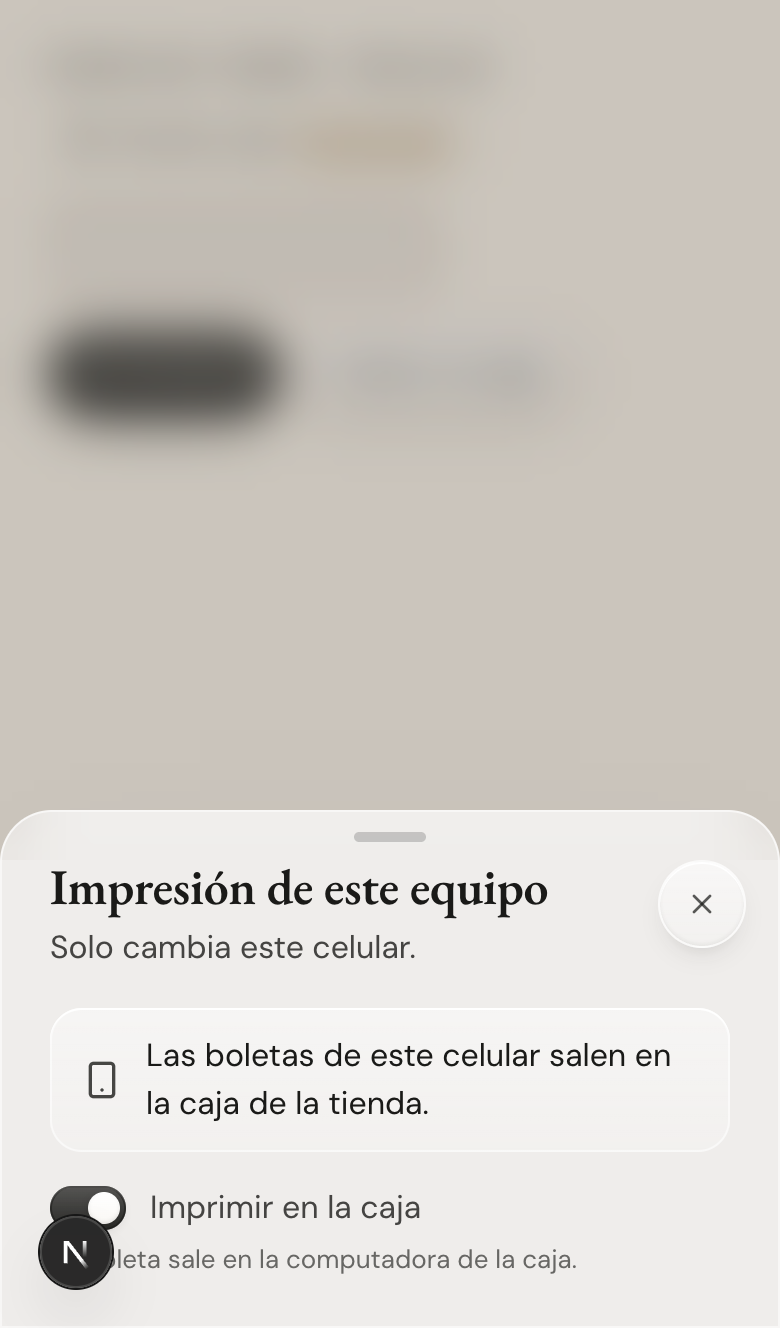 Impresión de este equipo
Solo cambia este celular.
Las boletas de este celular salen en
la caja de la tienda.
Imprimir en la caja
N
sale en la computadora de la caja.